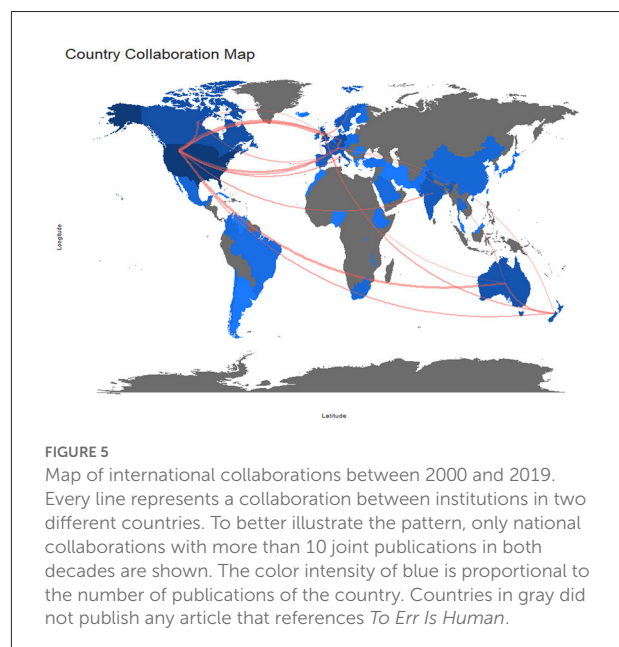 Country Collaboration Map
Longitude
Latitude
FIGURE 5
Map of international collaborations between 2000 and 2019.
Every line represents a collaboration between institutions in two
different countries. To better illustrate the pattern, only national
collaborations with more than 10 joint publications in both
decades are shown. The color intensity of blue is proportional to
the number of publications of the country. Countries in gray did
not publish any article that references To Err Is Human.